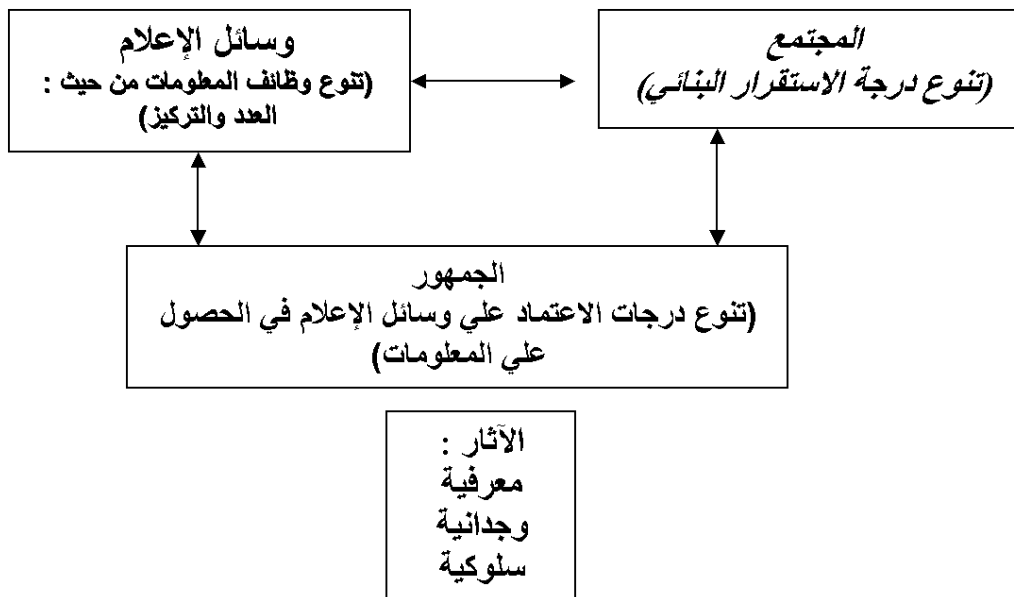 المجتمع
(تنوع درجة الاستقرار البنائي)
وسائل الإعلام
(تنوع وظائف المعلومات من حيث :
العدد والتركيز)
الجمهور
(تنوع درجات الاعتماد علي وسائل الإعلام في الحصول
علي المعلومات)
الآثار :
معرفية
وجدانية
سلوكية